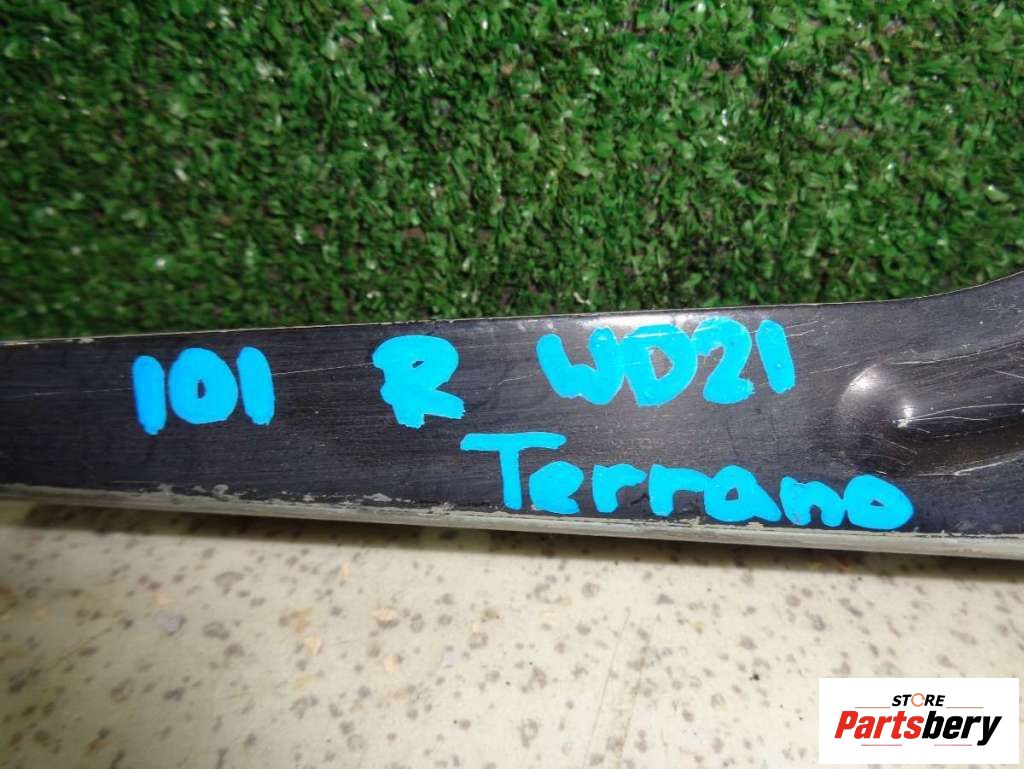 101 R WD21
Terrano
STORE
Partsbery